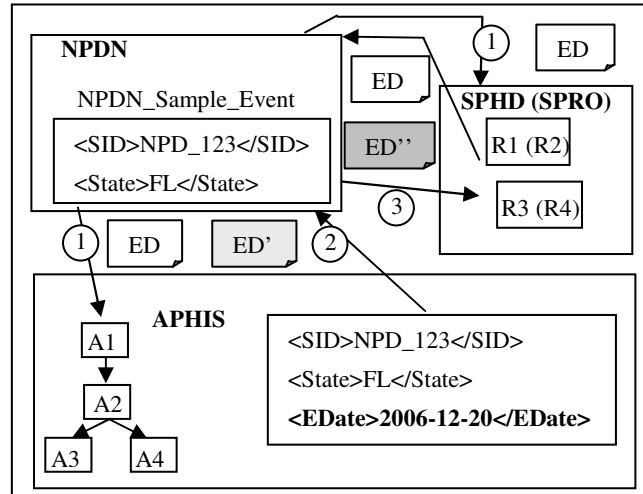 NPDN
1
ED
ED
SPHD (SPRO)
NPDN_Sample_Event
<SID>NPD_123</SID>
<State>FL</State>
ED''
R1 (R2)
R3 (R4)
3
1
ED
ED'
2
APHIS
A1
A2
A3
A4
<SID>NPD_123</SID>
<State>FL</State>
<EDate>2006-12-20</EDate>